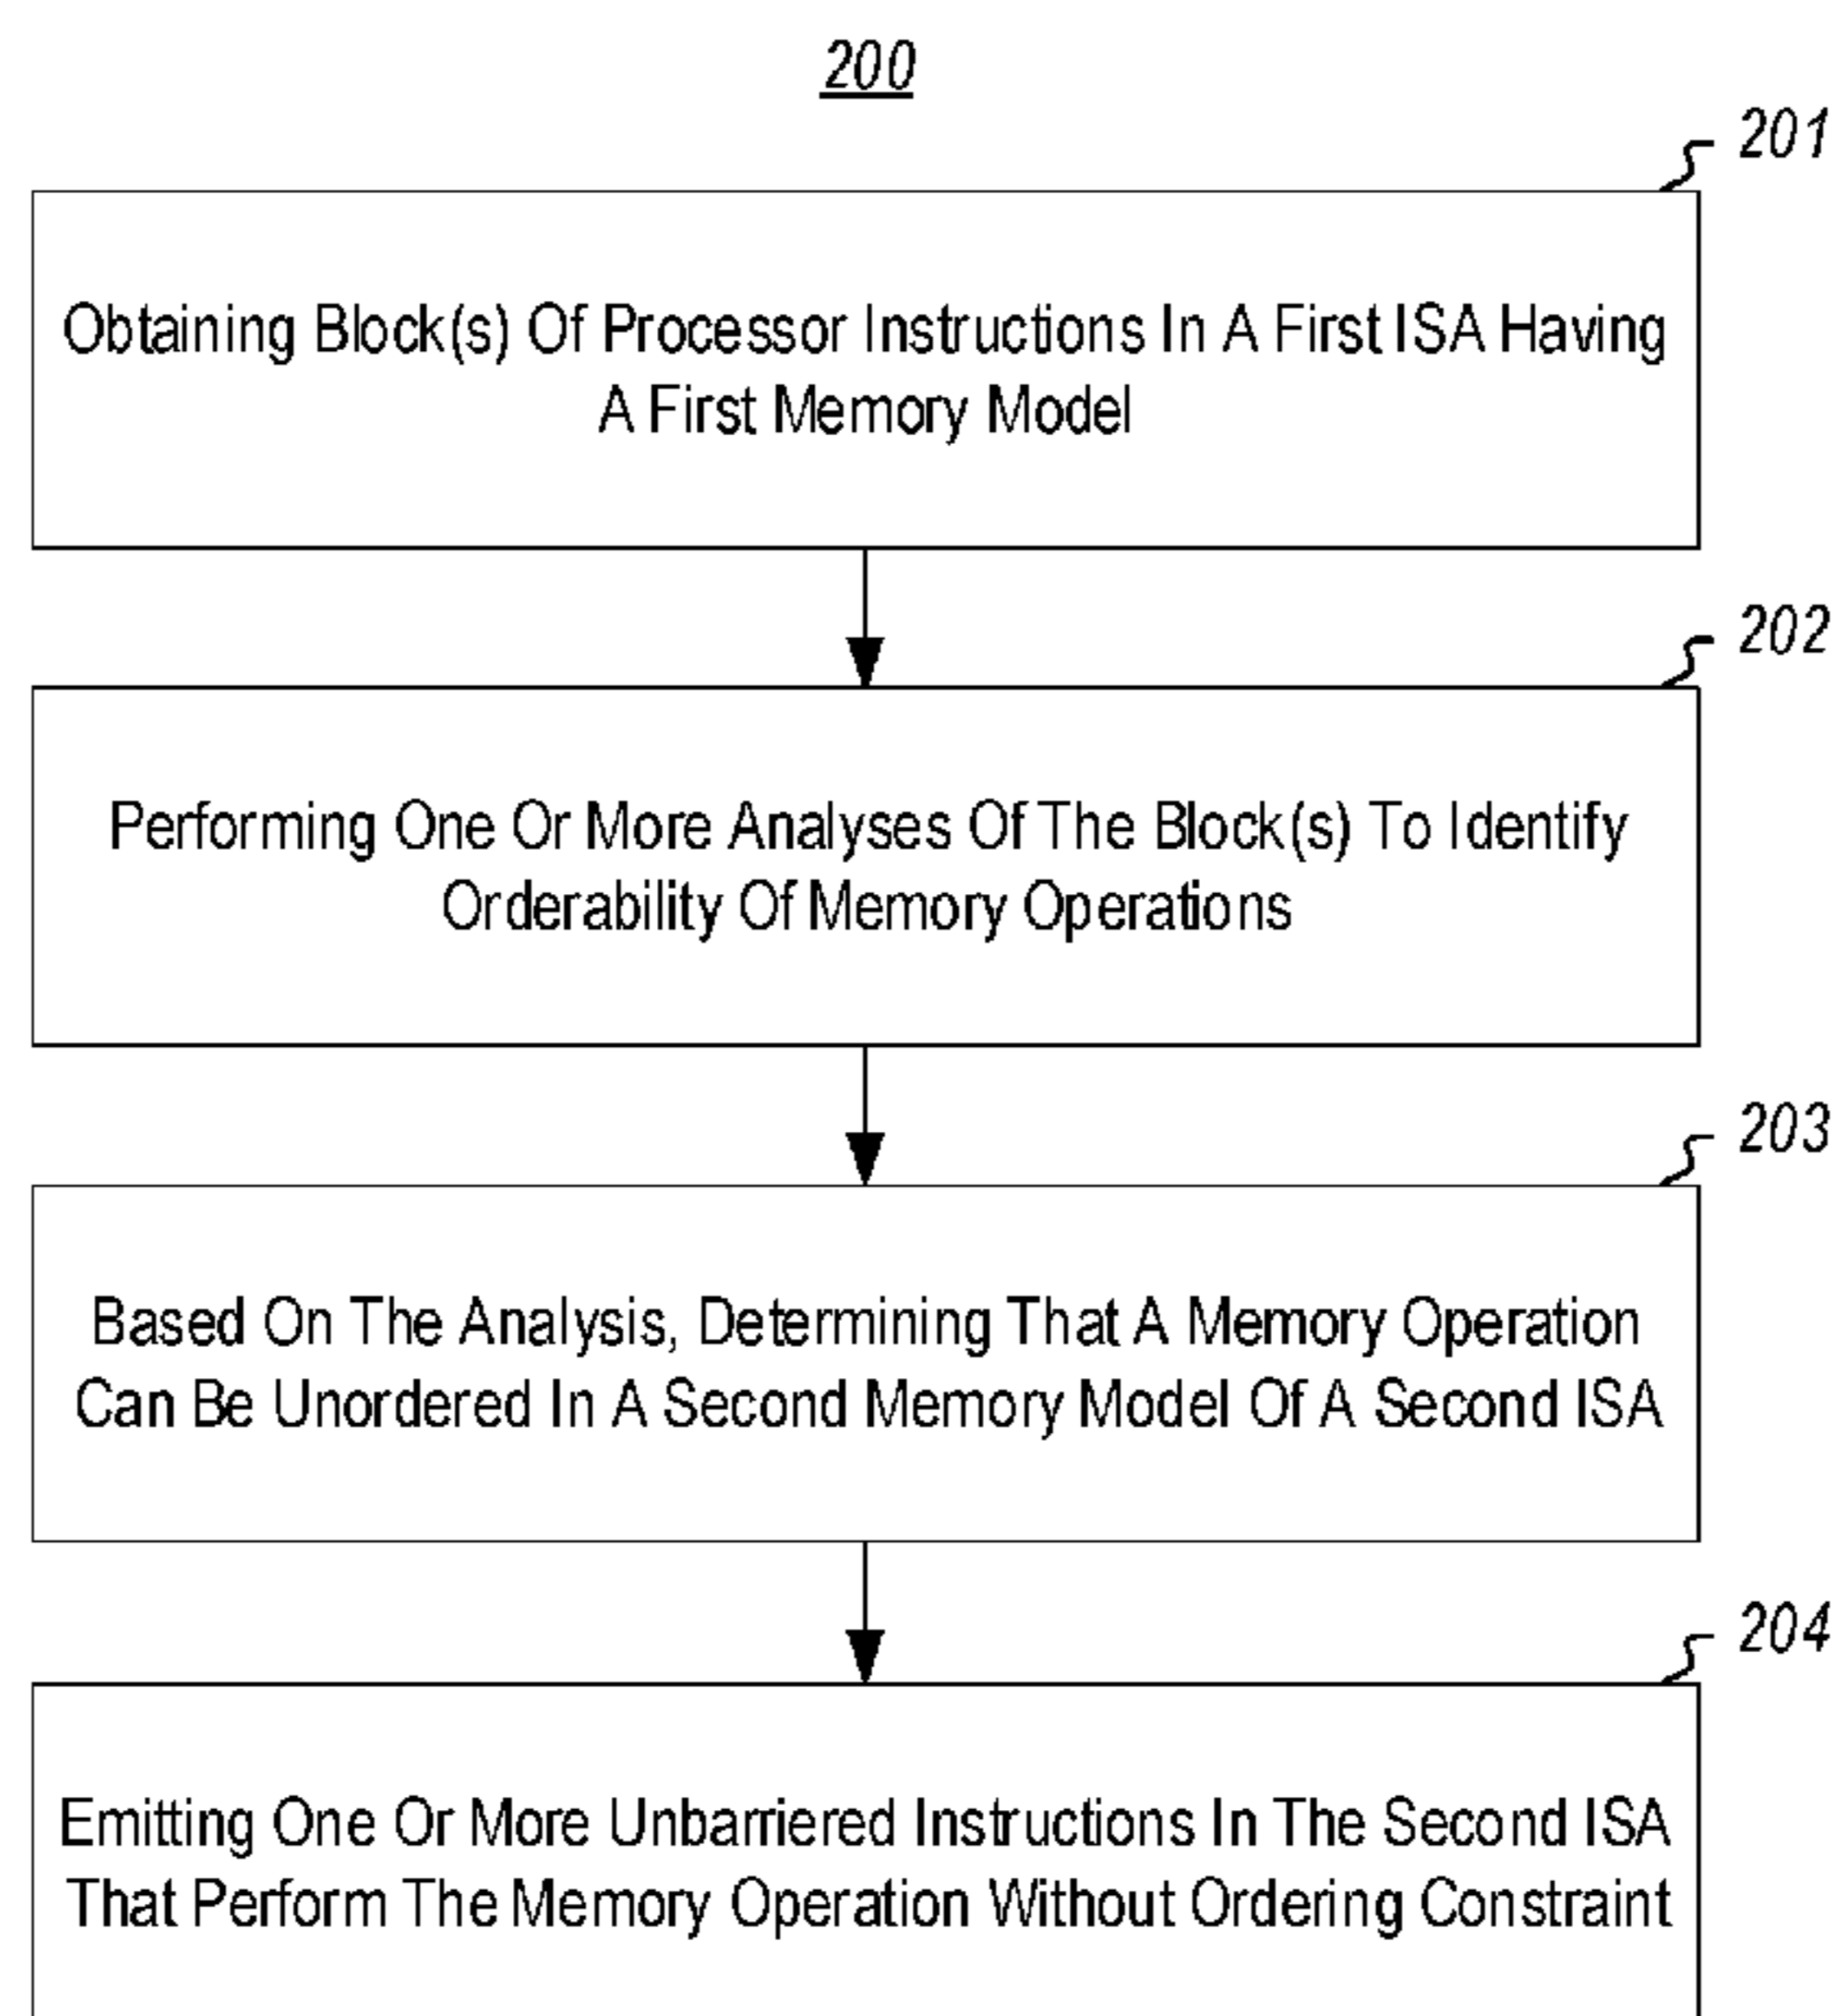 200
201
Obtaining Block(s) Of Processor Instructions In A First ISA Having
A First Memory Model
202
Performing One Or More Analyses Of The Block(s) To Identify
Orderability Of Memory Operations
203
Based On The Analysis, Determining That A Memory Operation
Can Be Unordered In A Second Memory Model Of A Second ISA
204
Emitting One Or More Unbarriered Instructions In The Second ISA
That Perform The Memory Operation Without Ordering Constraint